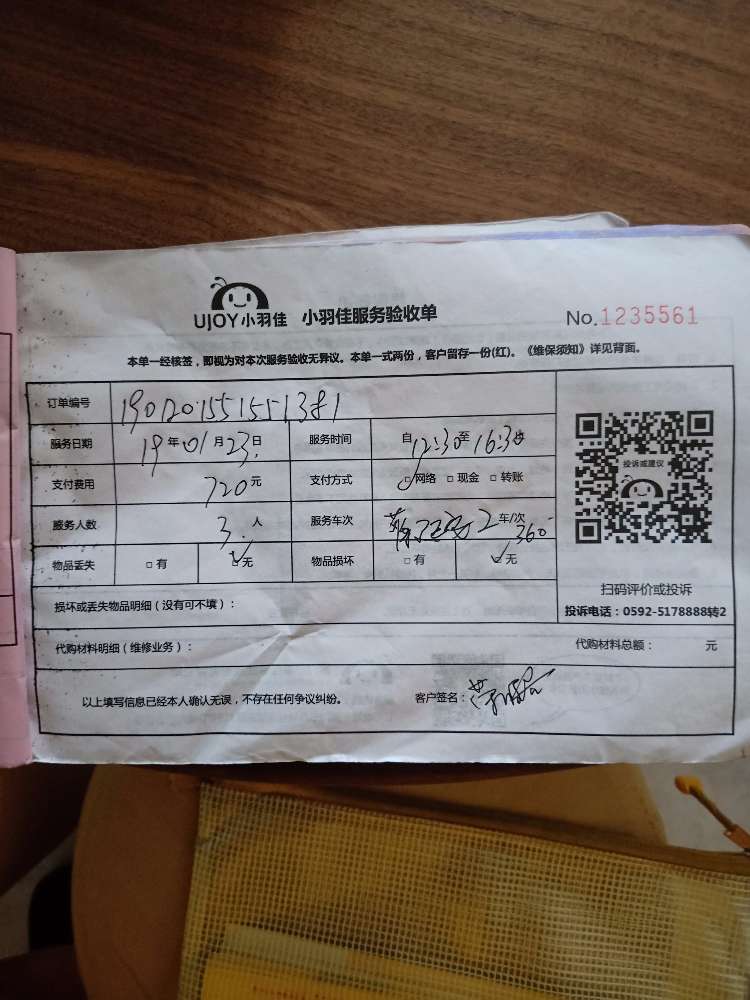 UJOY小羽佳 小羽佳服务验收单 No.1235561
本单一经核签，即视为对本次服务验收无异议。本单一式两份，客户留存一份(红)。《维保须知》详见背面。
订单编号 1901201551551381
服务日期 19年01月23日 服务时间 自12:30至16:30
支付费用 720元 支付方式 □网络 □现金 □转账
服务人数 3.人 服务车次 2车/次 360
物品丢失 □有 □无 物品损坏 □有 □无
损坏或丢失物品明细（没有可不填）：
代购材料明细（维修业务）： 代购材料总额： 元
以上填写信息已经本人确认无误，不存在任何争议纠纷。 客户签名：
投诉或建议
扫码评价或投诉
投诉电话：0592-5178888转2